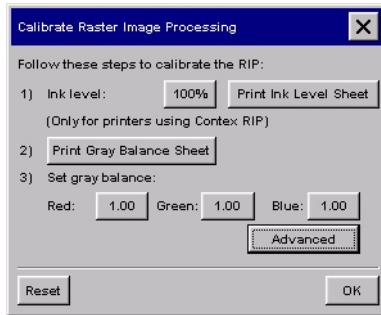 Calibrate Raster Image Processing
Follow these steps to calibrate the RIP:
1) Ink level: 100% Print Ink Level Sheet
(Only for printers using Contex RIP)
2) Print Gray Balance Sheet
3) Set gray balance:
Red: 1.00 Green: 1.00 Blue: 1.00
Advanced
Reset OK